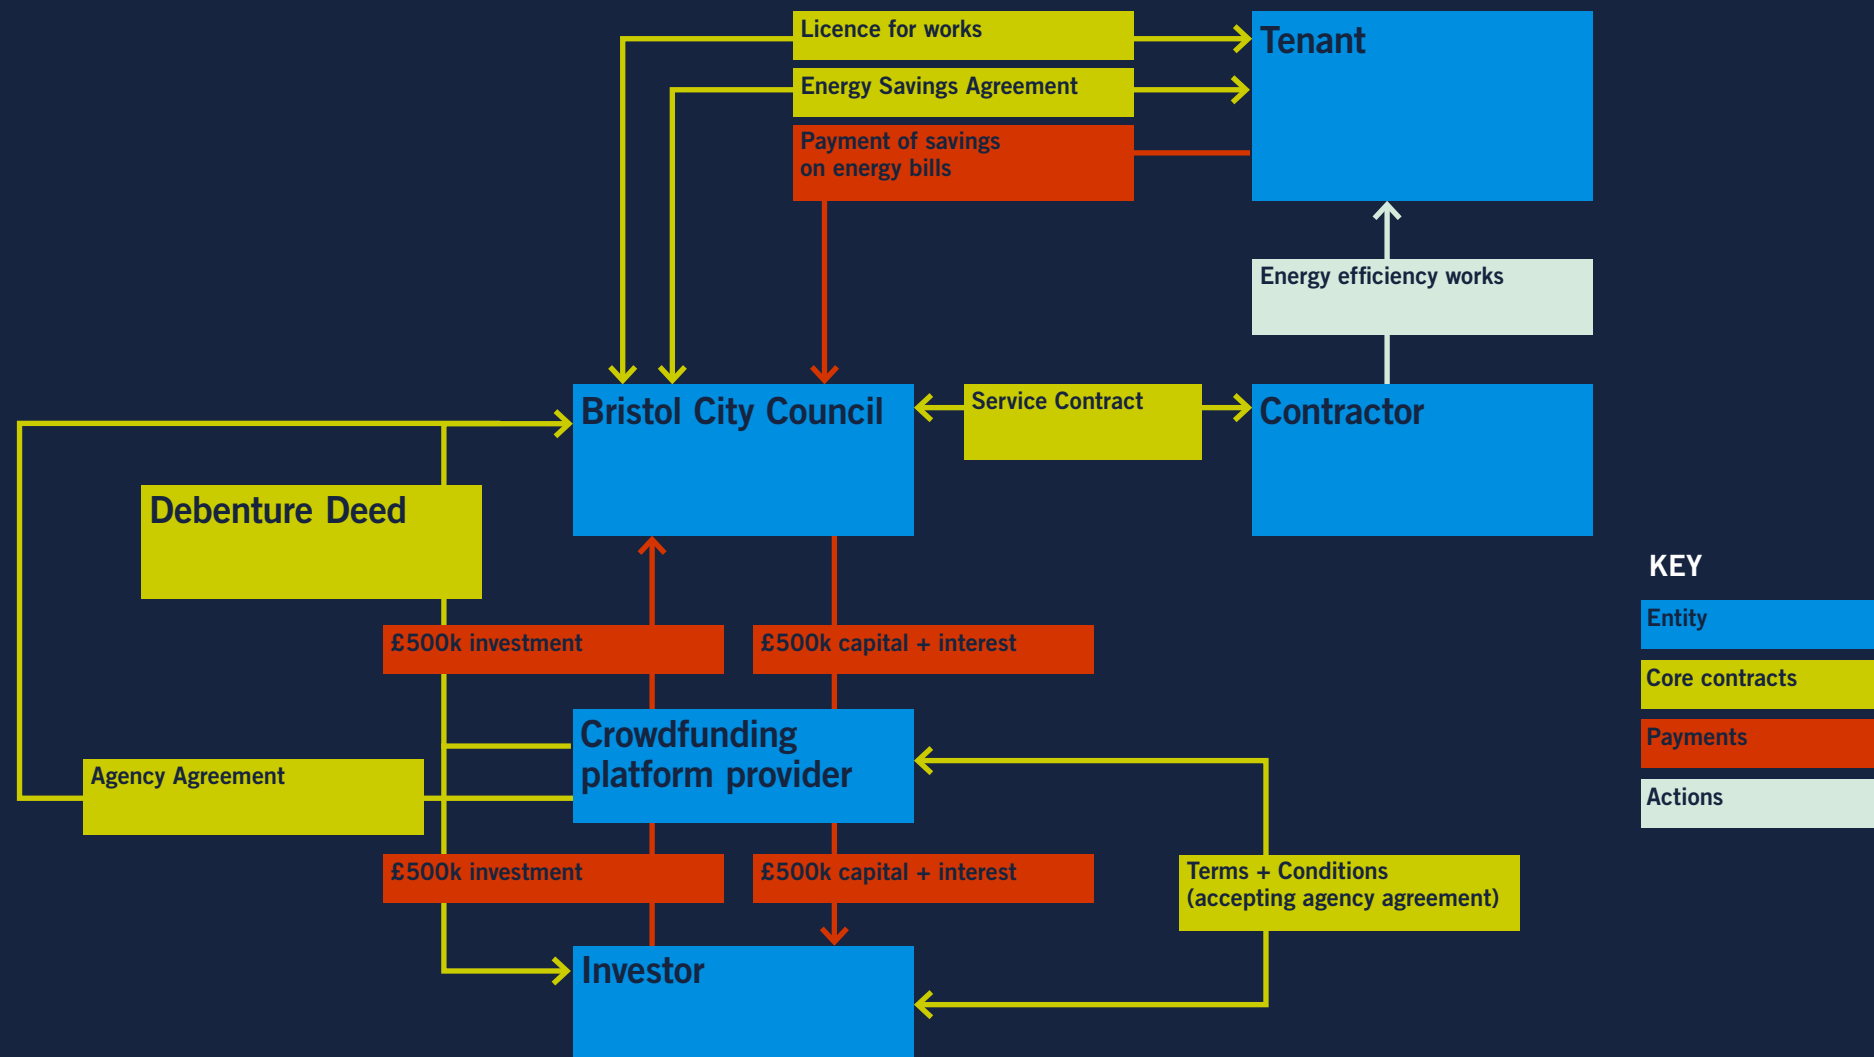 Licence for works
Tenant
Energy Savings Agreement
Payment of savings
on energy bills
Energy efficiency works
Bristol City Council
Service Contract
Contractor
Debenture Deed
KEY
Entity
£500k investment
£500k capital + interest
Core contracts
Crowdfunding
platform provider
Payments
Agency Agreement
Actions
£500k investment
£500k capital + interest
Terms + Conditions
(accepting agency agreement)
Investor